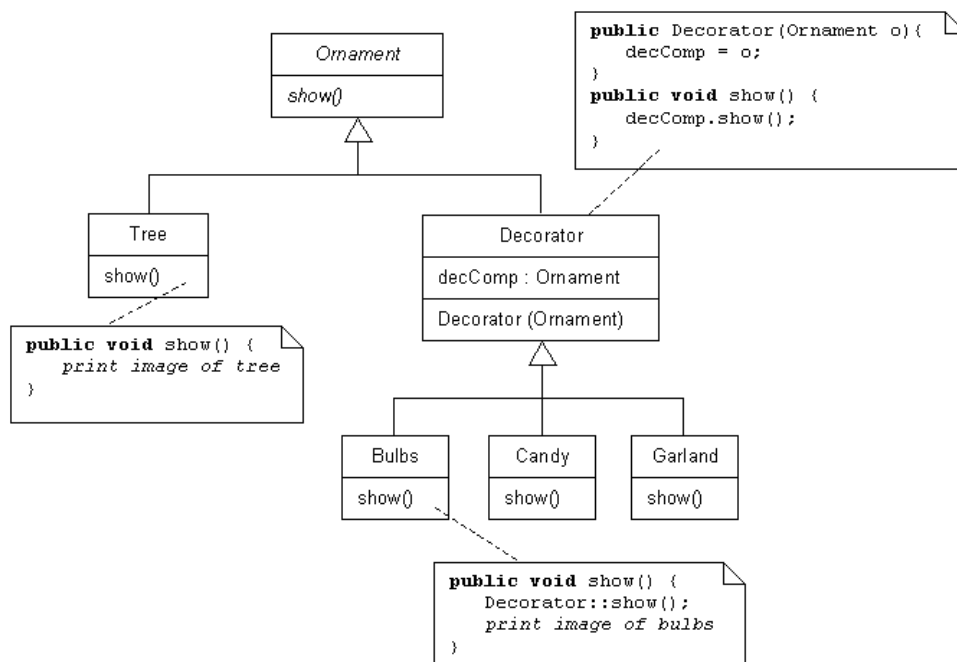 Ornament
show()
public Decorator(Ornament o){
decComp = o;
}
public void show() {
decComp.show();
}
Tree
show()
Decorator
decComp : Ornament
Decorator (Ornament)
public void show() {
print image of tree
}
Bulbs
show()
Candy
show()
Garland
show()
public void show() {
Decorator::show();
print image of bulbs
}